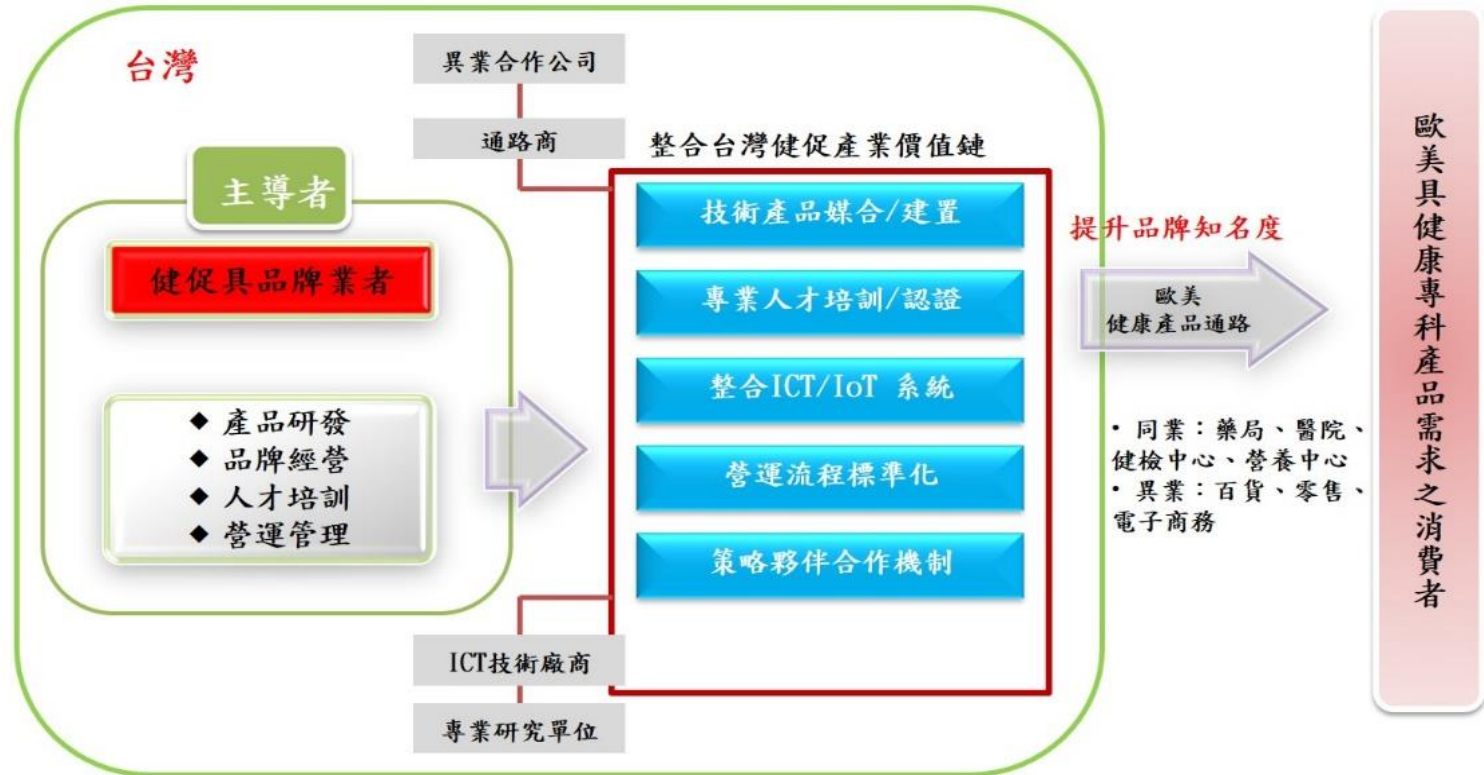 台灣
異業合作公司
通路商
主導者
健促具品牌業者
◆ 產品研發
◆ 品牌經營
◆ 人才培訓
◆ 營運管理
整合台灣健促產業價值鏈
技術產品媒合/建置
專業人才培訓/認證
整合ICT/IoT 系統
營運流程標準化
策略夥伴合作機制
ICT技術廠商
專業研究單位
提升品牌知名度
歐美
健康產品通路
• 同業：藥局、醫院、
健檢中心、營養中心
• 異業：百貨、零售、
電子商務
歐美具健康專科產品需求之消費者